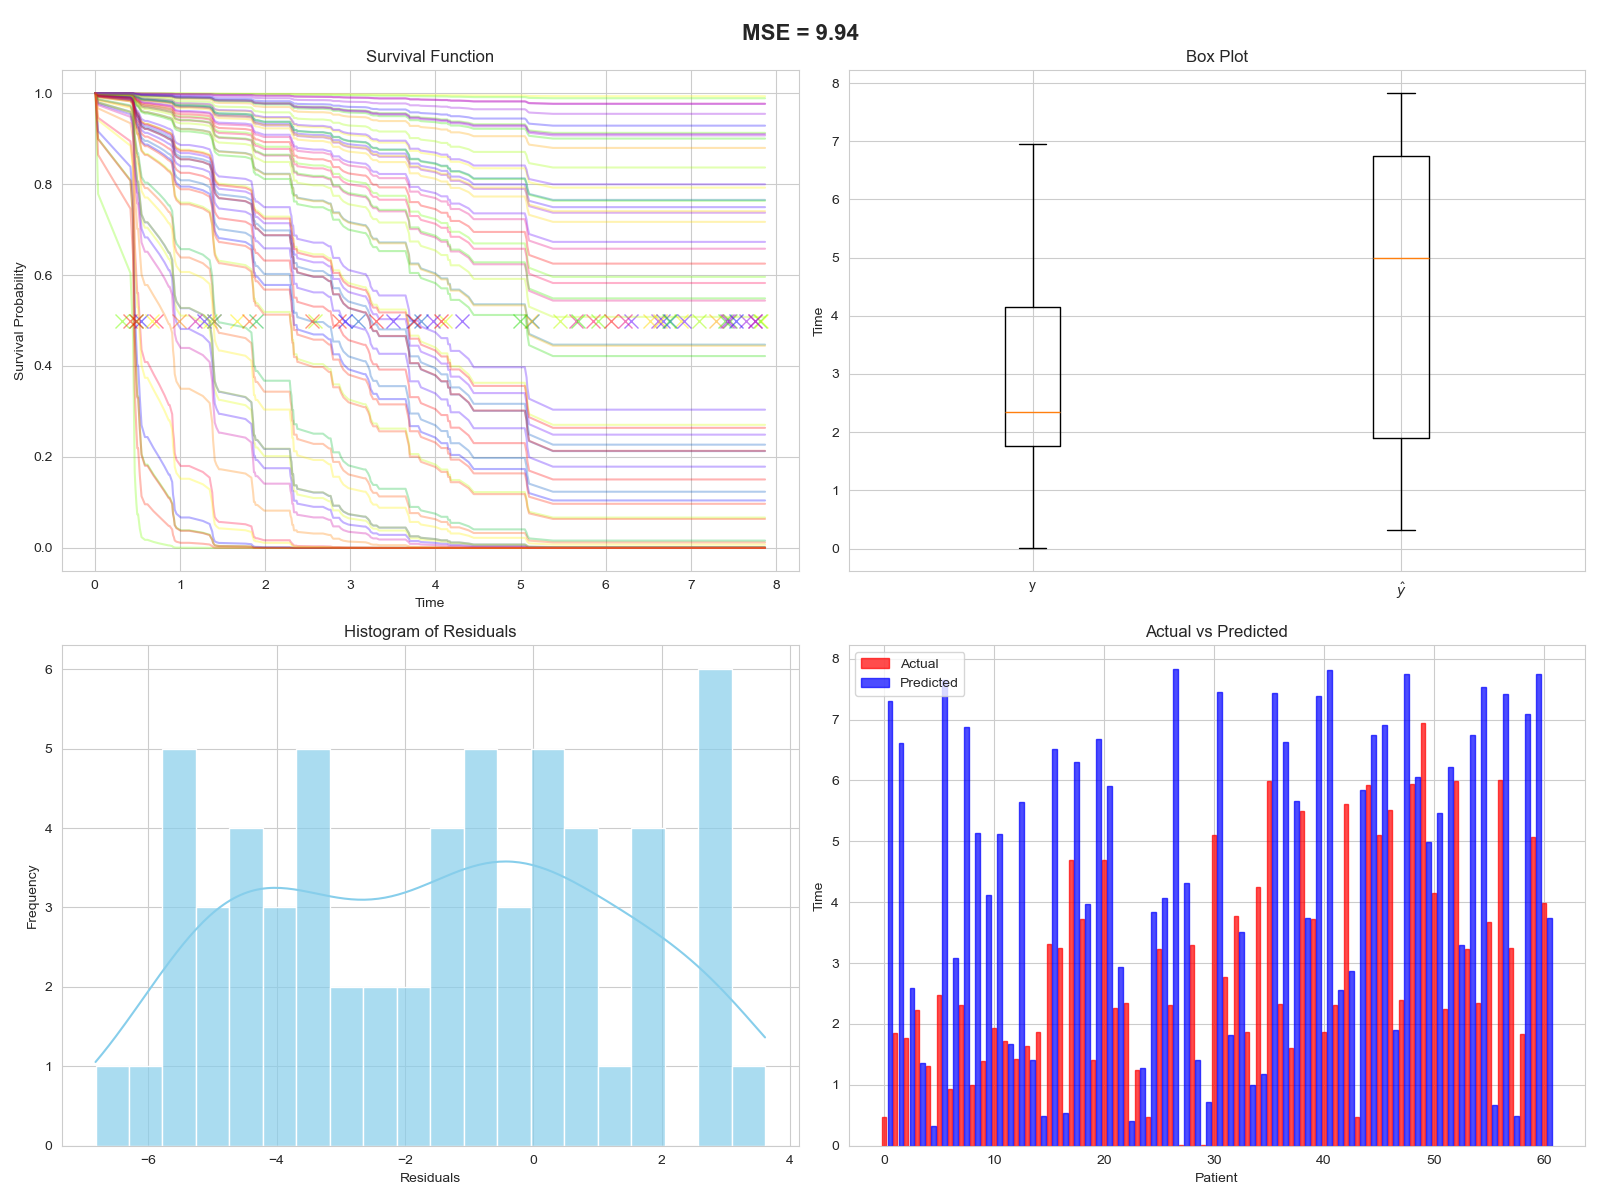 MSE = 9.94
Survival Function
1.0
0.8
0.6
0.4
0.2
0.0
Survival Probability
0 1 2 3 4 5 6 7 8
Time
Box Plot
8
7
6
5
4
3
2
1
0
Time
y ŷ
Histogram of Residuals
6
5
4
3
2
1
0
Frequency
−6 −4 −2 0 2 4
Residuals
Actual vs Predicted
Actual
Predicted
8
7
6
5
4
3
2
1
0
Time
0 10 20 30 40 50 60
Patient